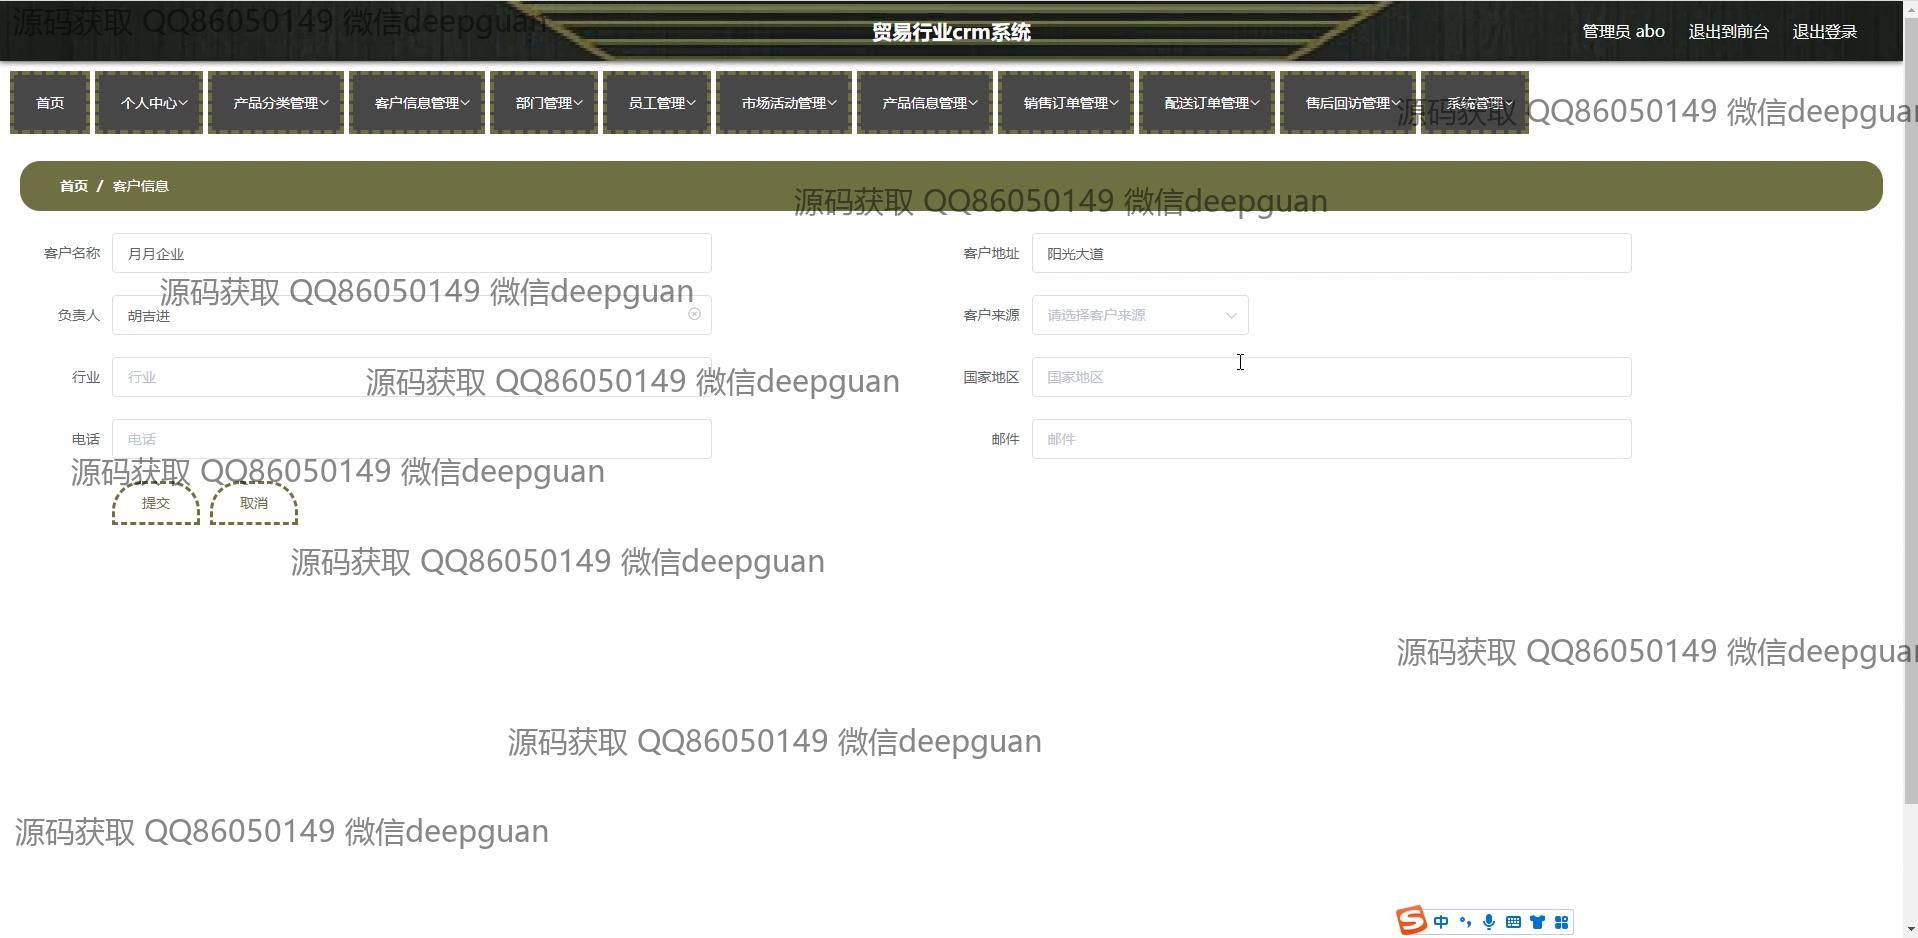 源码获取 QQ86050149 微信deepguan
贸易行业crm系统
管理员 abo 退出到前台 退出登录
首页 个人中心 产品分类管理 客户信息管理 部门管理 员工管理 市场活动管理 产品信息管理 销售订单管理 配送订单管理 售后回访管理 系统管理
源码获取 QQ86050149 微信deepguan
首页 / 客户信息
源码获取 QQ86050149 微信deepguan
客户名称 月月企业 客户地址 阳光大道
源码获取 QQ86050149 微信deepguan
负责人 胡吉进 客户来源 请选择客户来源
行业 行业 国家地区 国家地区
源码获取 QQ86050149 微信deepguan
电话 电话 邮件 邮件
源码获取 QQ86050149 微信deepguan
提交 取消
源码获取 QQ86050149 微信deepguan
源码获取 QQ86050149 微信deepguan
源码获取 QQ86050149 微信deepguan
源码获取 QQ86050149 微信deepguan
S 中